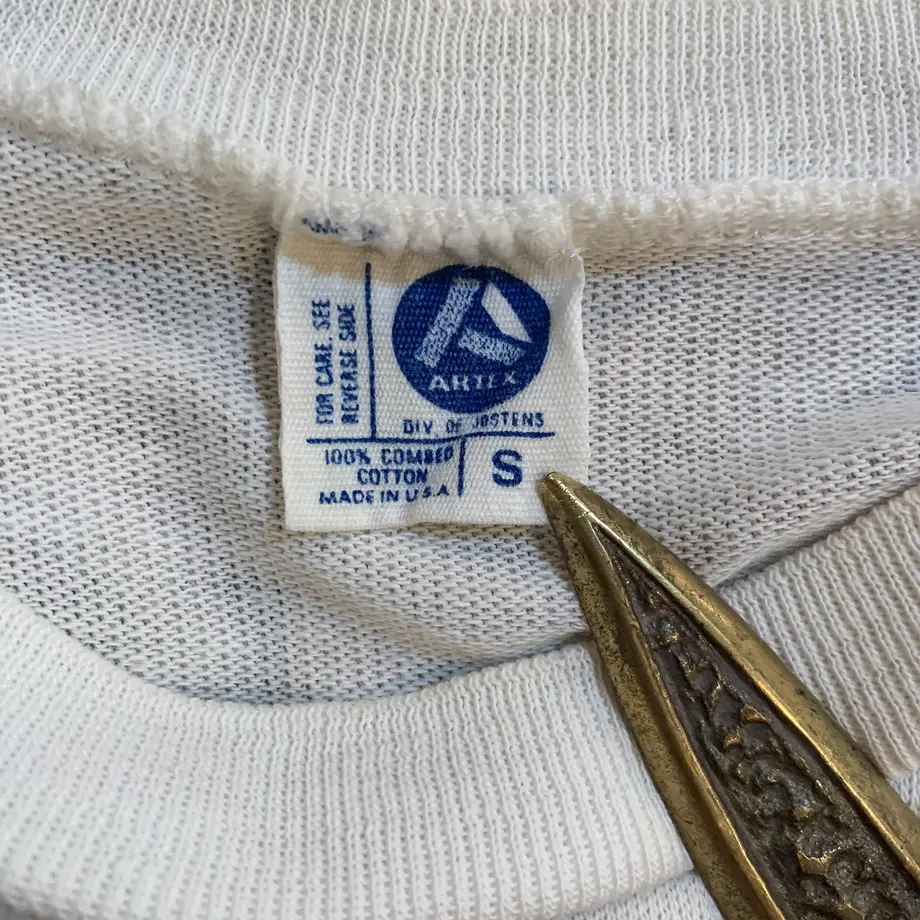 FOR CARE, SEE
REVERSE SIDE
ARTEX
DIV. OF JOSTENS
100% COMBED
COTTON
MADE IN U.S.A
S